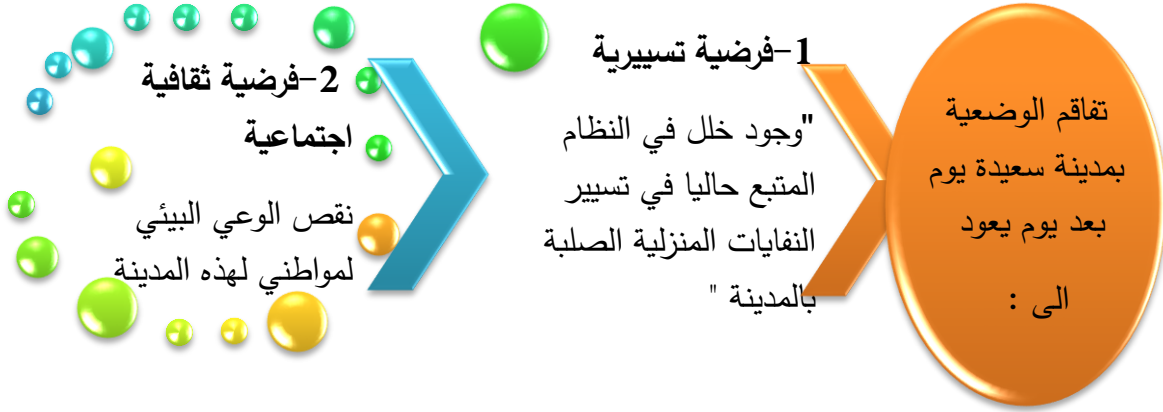 تفاقم الوضعية
بمدينة سعيدة يوم
بعد يوم يعود
الى :
1-فرضية تسييرية
"وجود خلل في النظام
المتبع حاليا في تسيير
النفايات المنزلية الصلبة
بالمدينة "
2-فرضية ثقافية
اجتماعية
نقص الوعي البيئي
لمواطني لهذه المدينة